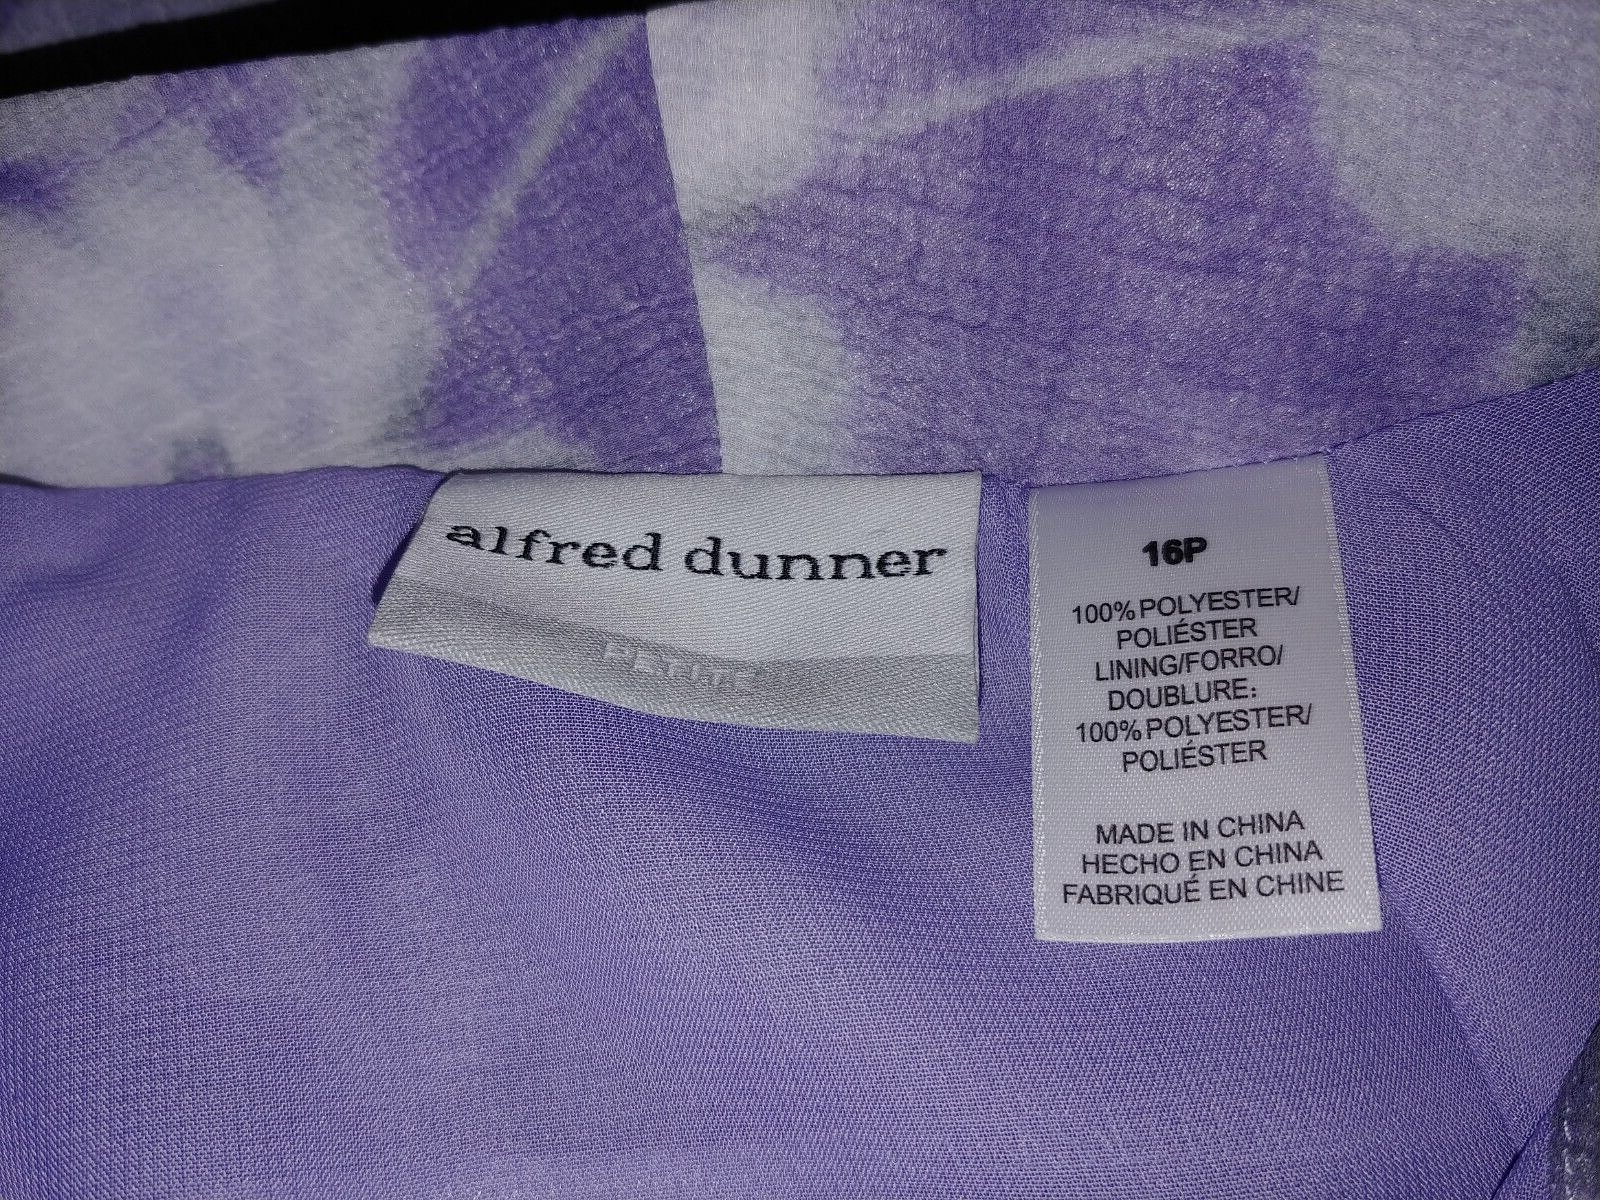 alfred dunner
PETITE
16P
100% POLYESTER/
POLIÉSTER
LINING/FORRO/
DOUBLURE:
100% POLYESTER/
POLIÉSTER
MADE IN CHINA
HECHO EN CHINA
FABRIQUÉ EN CHINE